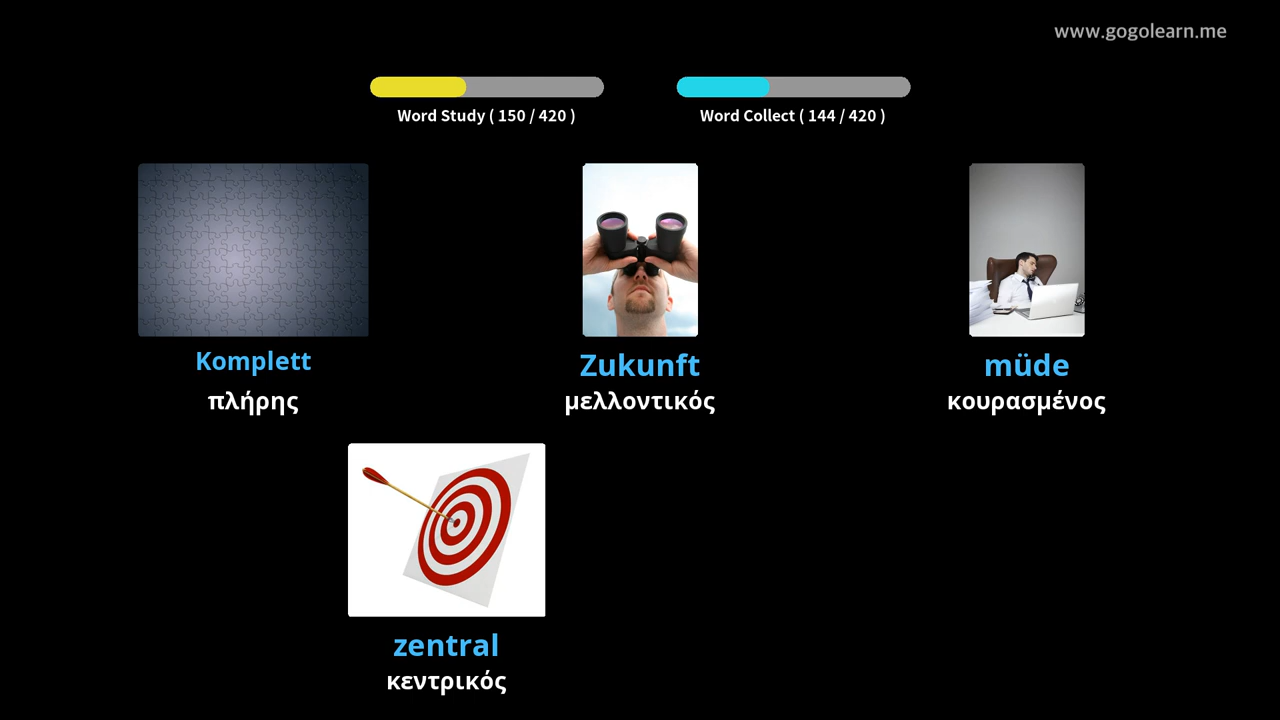 www.gogolearn.me
Word Study ( 150 / 420 )
Word Collect ( 144 / 420 )
Komplett
πλήρης
Zukunft
μελλοντικός
müde
κουρασμένος
zentral
κεντρικός